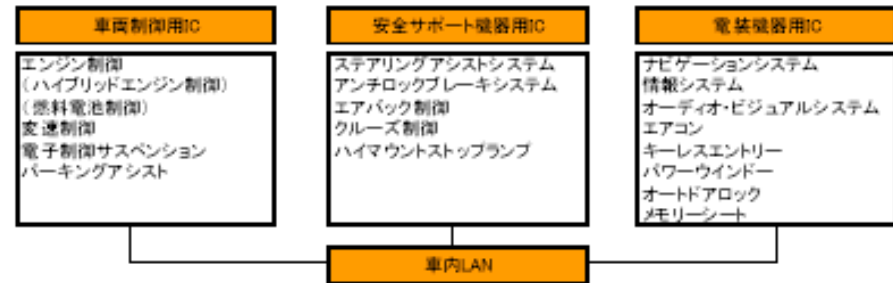 車両制御用IC
エンジン制御
(ハイブリッドエンジン制御)
(燃料電池制御)
変速制御
電子制御サスペンション
パーキングアシスト
安全サポート機器用IC
ステアリングアシストシステム
アンチロックブレーキシステム
エアバック制御
クルーズ制御
ハイマウントストップランプ
電装機器用IC
ナビゲーションシステム
情報システム
オーディオ・ビジュアルシステム
エアコン
キーレスエントリー
パワーウインドー
オートドアロック
メモリーシート
車内LAN